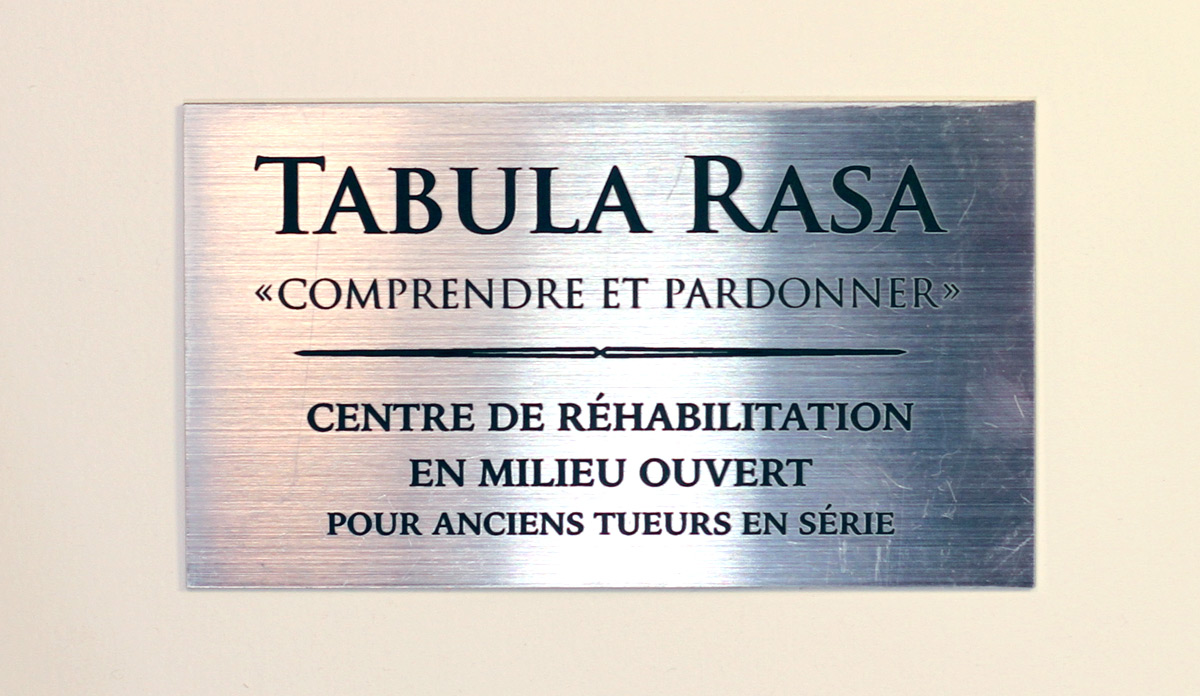 TABULA RASA
«COMPRENDRE ET PARDONNER»
CENTRE DE RÉHABILITATION
EN MILIEU OUVERT
POUR ANCIENS TUEURS EN SÉRIE